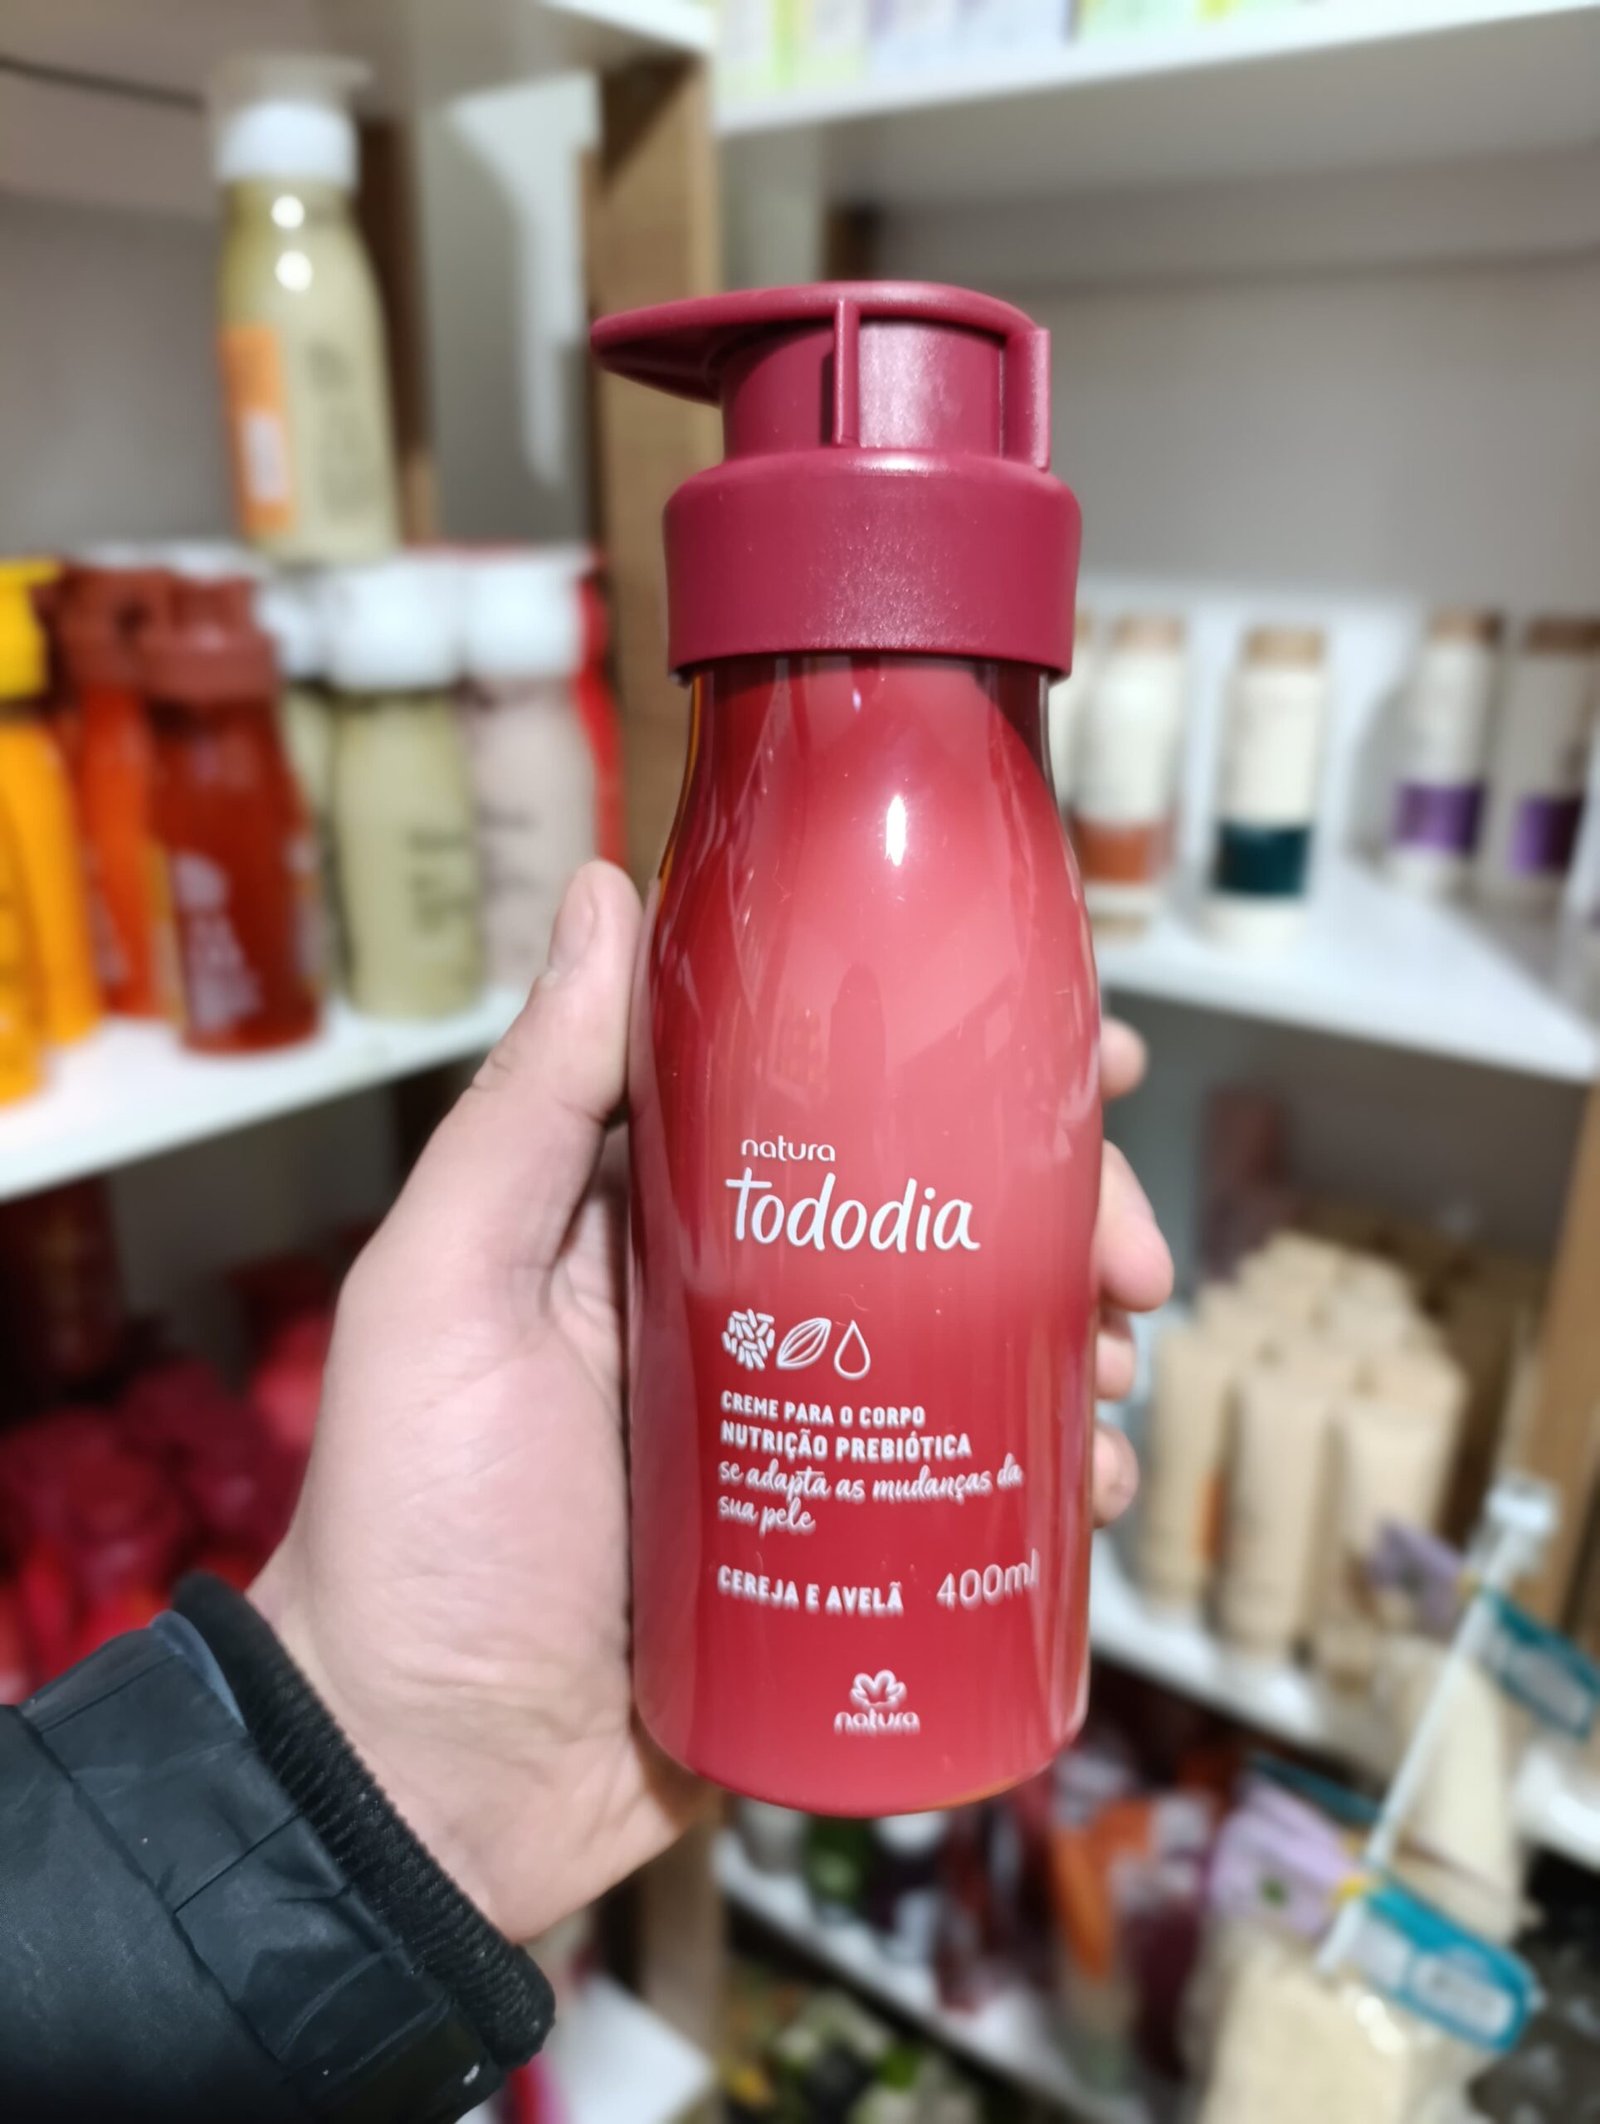 natura
tododia
CREME PARA O CORPO
NUTRIÇÃO PREBIÓTICA
se adapta as mudanças da
sua pele
CEREJA E AVELÃ 400ml
natura